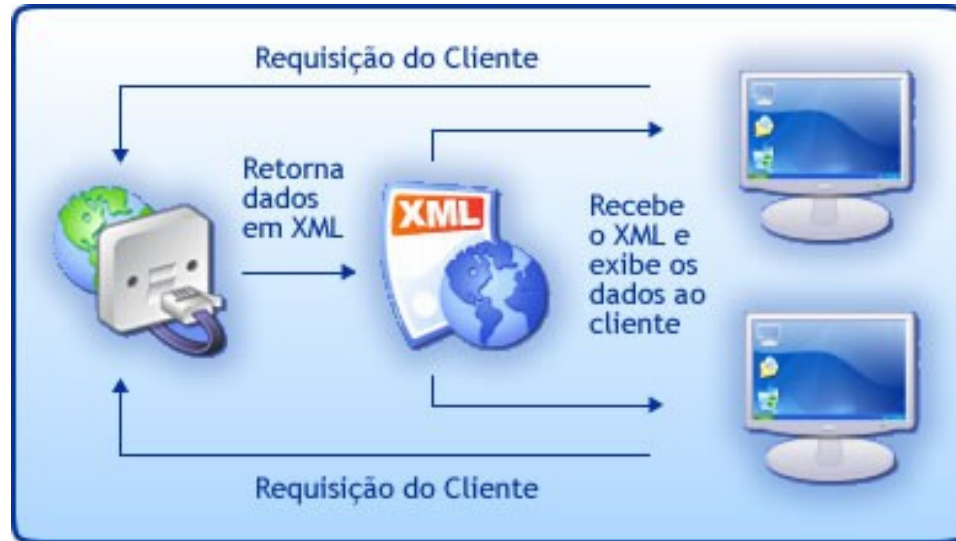 Requisição do Cliente
Retorna
dados
em XML
XML
Recebe
o XML e
exibe os
dados ao
cliente
Requisição do Cliente